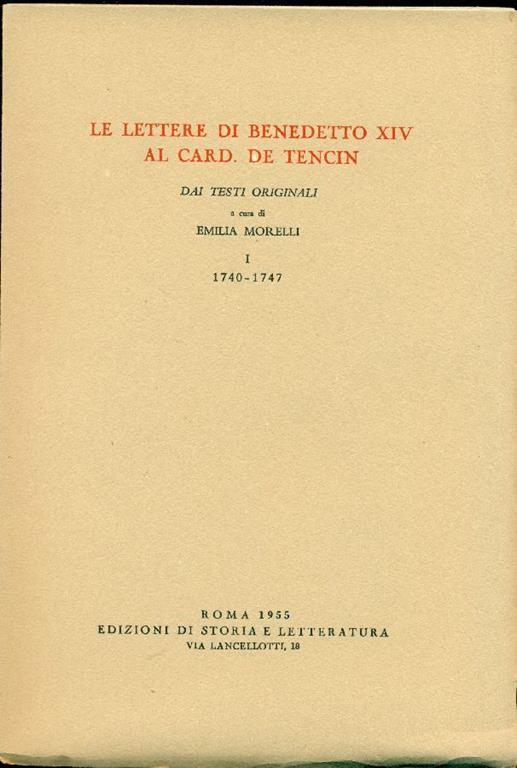 LE LETTERE DI BENEDETTO XIV
AL CARD. DE TENCIN
DAI TESTI ORIGINALI
a cura di
EMILIA MORELLI
I
1740-1747
ROMA 1955
EDIZIONI DI STORIA E LETTERATURA
VIA LANCELLOTTI, 18